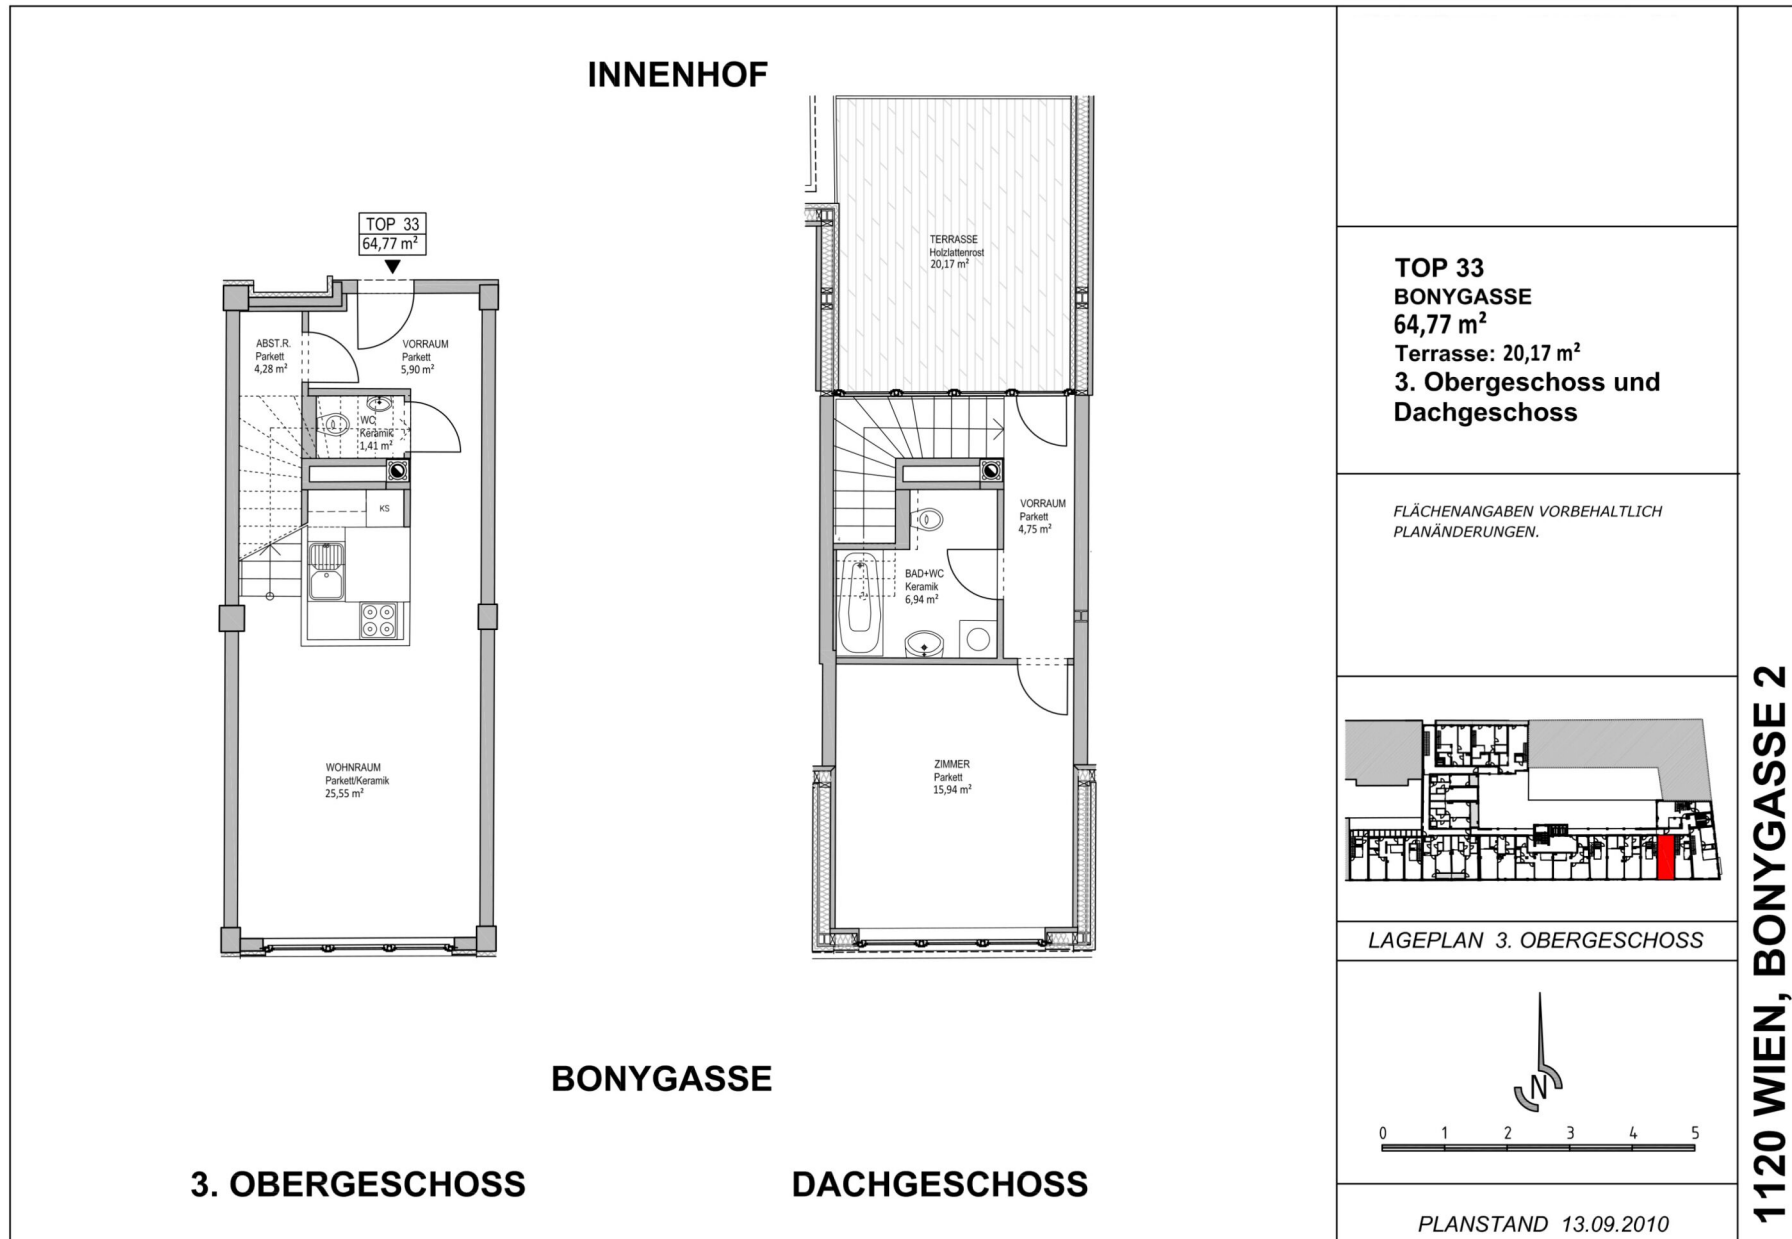 INNENHOF
TOP 33
64,77 m²
ABST.R.
Parkett
4,28 m²
VORRAUM
Parkett
5,90 m²
WC
Keramik
1,41 m²
KS
WOHNRAUM
Parkett/Keramik
25,55 m²
TERRASSE
Holzlattenrost
20,17 m²
VORRAUM
Parkett
4,75 m²
BAD+WC
Keramik
6,94 m²
ZIMMER
Parkett
15,94 m²
BONYGASSE
3. OBERGESCHOSS
DACHGESCHOSS
TOP 33
BONYGASSE
64,77 m²
Terrasse: 20,17 m²
3. Obergeschoss und
Dachgeschoss
FLÄCHENANGABEN VORBEHALTLICH
PLANÄNDERUNGEN.
LAGEPLAN 3. OBERGESCHOSS
N
0 1 2 3 4 5
PLANSTAND 13.09.2010
1120 WIEN, BONYGASSE 2